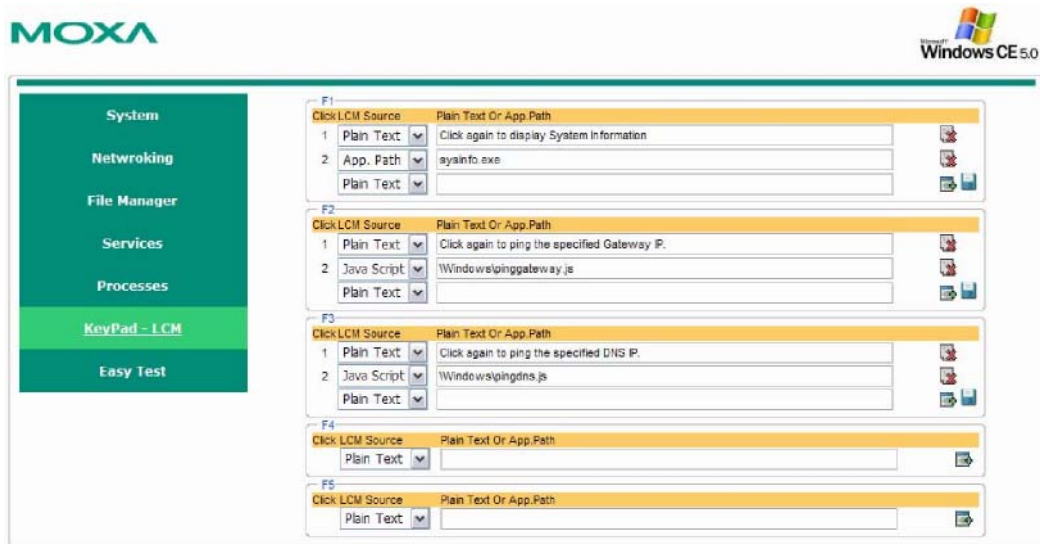 MOXA
Microsoft
Windows CE 5.0
System
Netwroking
File Manager
Services
Processes
KeyPad - LCM
Easy Test
F1
Click LCM Source Plain Text Or App.Path
1 Plain Text Click again to display System Information
2 App. Path sysinfo.exe
Plain Text
F2
Click LCM Source Plain Text Or App.Path
1 Plain Text Click again to ping the specified Gateway IP.
2 Java Script \Windows\pinggateway.js
Plain Text
F3
Click LCM Source Plain Text Or App.Path
1 Plain Text Click again to ping the specified DNS IP.
2 Java Script \Windows\pingdns.js
Plain Text
F4
Click LCM Source Plain Text Or App.Path
Plain Text
F5
Click LCM Source Plain Text Or App.Path
Plain Text